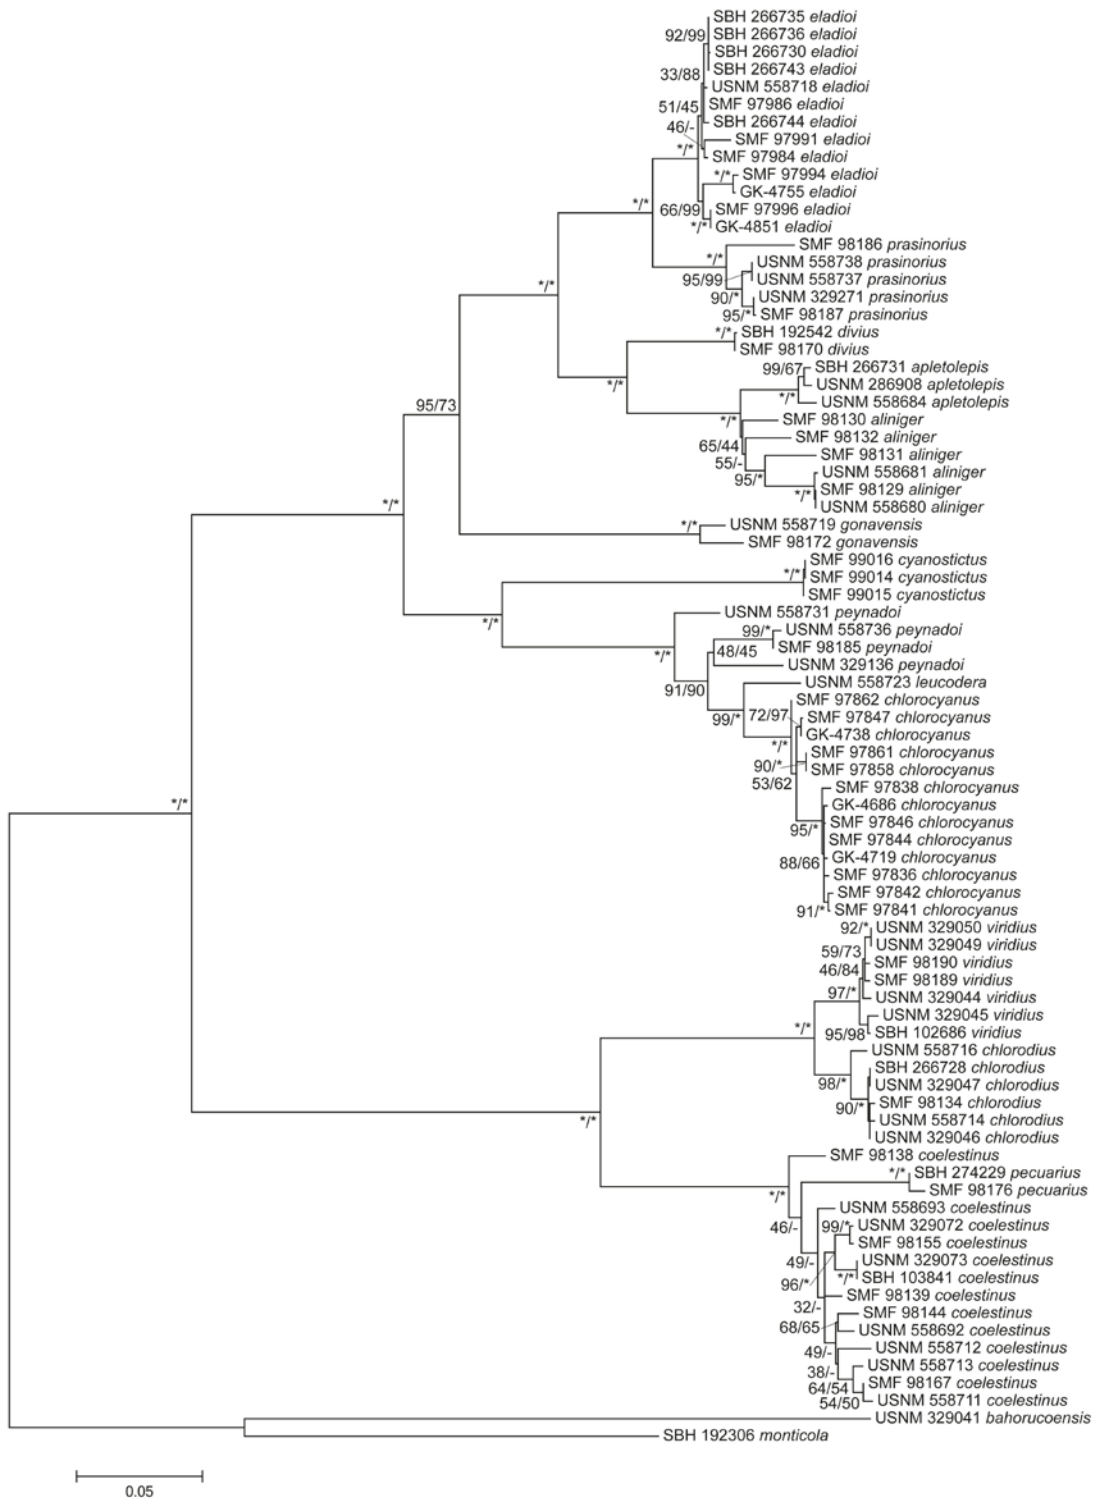 SBH 266735 eladioi
92/99
SBH 266736 eladioi
SBH 266730 eladioi
SBH 266743 eladioi
33/88
USNM 558718 eladioi
51/45
SMF 97986 eladioi
SBH 266744 eladioi
46/-
SMF 97991 eladioi
*/*
SMF 97984 eladioi
*/*
SMF 97994 eladioi
GK-4755 eladioi
*/*
66/99
SMF 97996 eladioi
*/*
GK-4851 eladioi
SMF 98186 prasinorius
*/*
USNM 558738 prasinorius
95/99
USNM 558737 prasinorius
*/*
90/*
USNM 329271 prasinorius
95/*
SMF 98187 prasinorius
*/*
SBH 192542 divius
SMF 98170 divius
99/67
SBH 266731 apletolepis
*/*
USNM 286908 apletolepis
*/*
USNM 558684 apletolepis
95/73
*/*
SMF 98130 aliniger
SMF 98132 aliniger
65/44
SMF 98131 aliniger
55/-
USNM 558681 aliniger
95/*
SMF 98129 aliniger
*/*
USNM 558680 aliniger
*/*
*/*
USNM 558719 gonavensis
SMF 98172 gonavensis
SMF 99016 cyanostictus
*/*
SMF 99014 cyanostictus
SMF 99015 cyanostictus
USNM 558731 peynadoi
*/*
99/*
USNM 558736 peynadoi
48/45
SMF 98185 peynadoi
*/*
USNM 329136 peynadoi
USNM 558723 leucodera
91/90
SMF 97862 chlorocyanus
99/*
72/97
SMF 97847 chlorocyanus
GK-4738 chlorocyanus
*/*
SMF 97861 chlorocyanus
90/*
SMF 97858 chlorocyanus
53/62
SMF 97838 chlorocyanus
*/*
GK-4686 chlorocyanus
SMF 97846 chlorocyanus
95/*
SMF 97844 chlorocyanus
GK-4719 chlorocyanus
88/66
SMF 97836 chlorocyanus
SMF 97842 chlorocyanus
91/*
SMF 97841 chlorocyanus
92/*
USNM 329050 viridius
USNM 329049 viridius
59/73
SMF 98190 viridius
46/84
SMF 98189 viridius
97/*
USNM 329044 viridius
USNM 329045 viridius
*/*
95/98
SBH 102686 viridius
USNM 558716 chlorodius
SBH 266728 chlorodius
98/*
USNM 329047 chlorodius
90/*
SMF 98134 chlorodius
*/*
USNM 558714 chlorodius
USNM 329046 chlorodius
SMF 98138 coelestinus
*/*
SBH 274229 pecuarius
*/*
SMF 98176 pecuarius
USNM 558693 coelestinus
46/-
99/*
USNM 329072 coelestinus
SMF 98155 coelestinus
49/-
USNM 329073 coelestinus
96/*
*/*
SBH 103841 coelestinus
SMF 98139 coelestinus
32/-
SMF 98144 coelestinus
68/65
USNM 558692 coelestinus
49/-
USNM 558712 coelestinus
38/-
USNM 558713 coelestinus
64/54
SMF 98167 coelestinus
54/50
USNM 558711 coelestinus
USNM 329041 bahorucoensis
SBH 192306 monticola
0.05